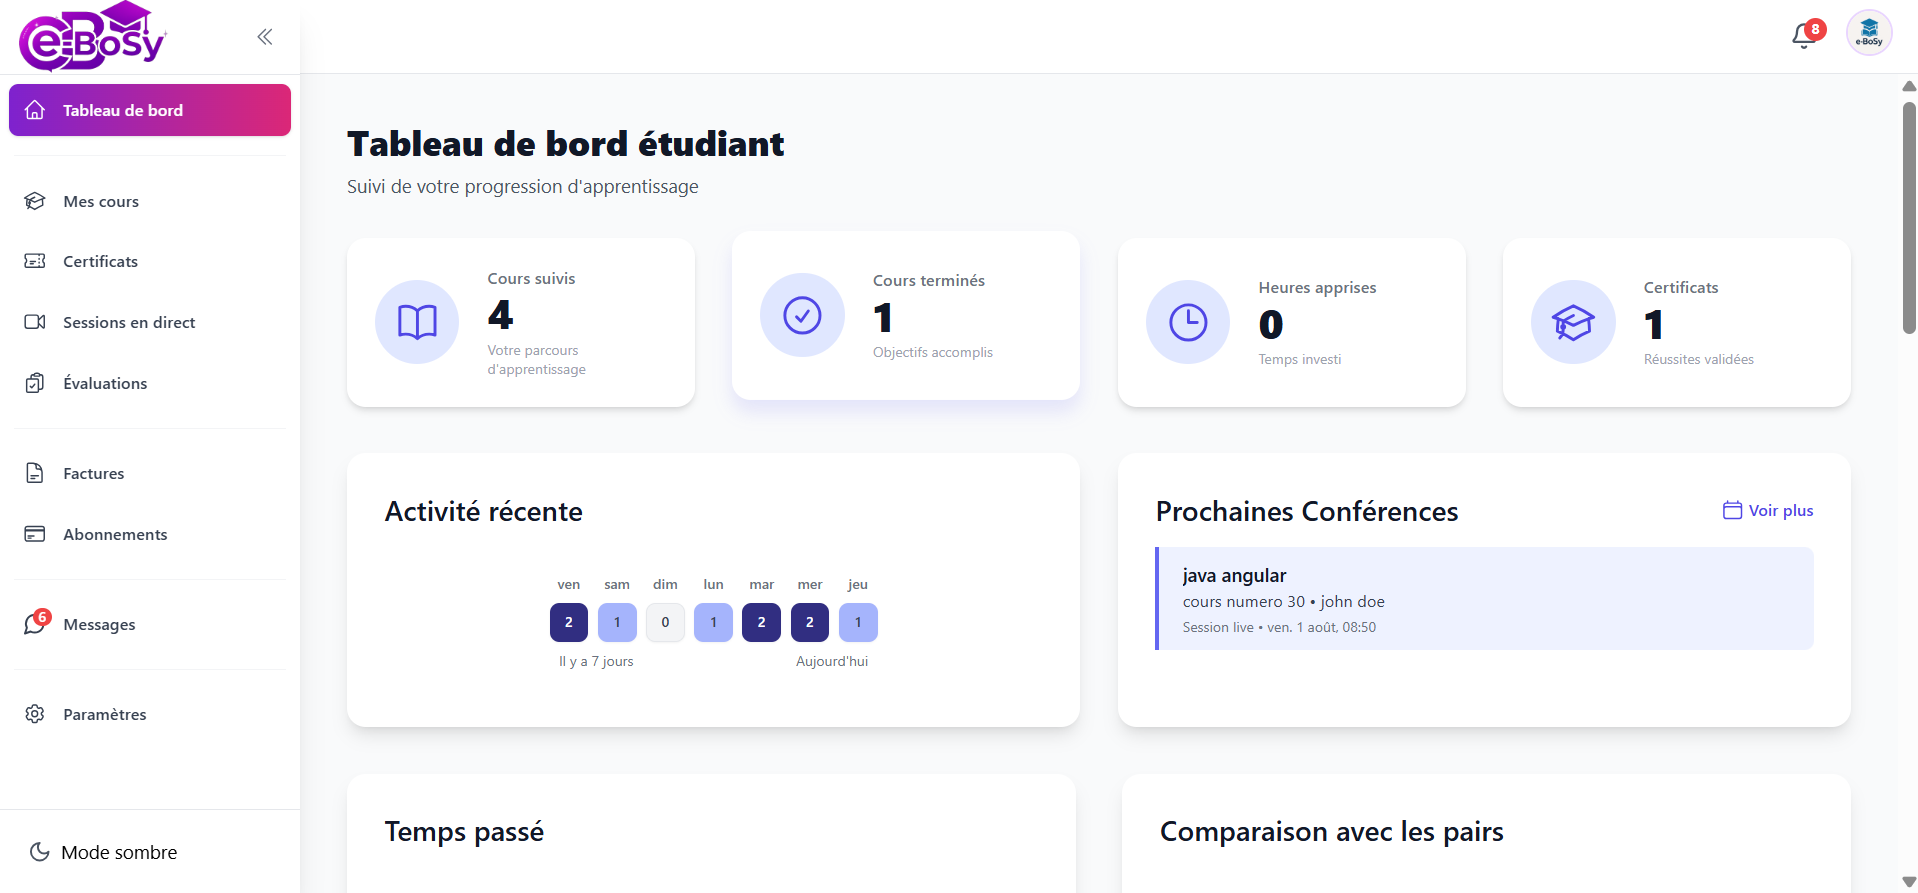 e-BoSy
8
e-BoSy
Tableau de bord
Mes cours
Certificats
Sessions en direct
Évaluations
Factures
Abonnements
6
Messages
Paramètres
Mode sombre
Tableau de bord étudiant
Suivi de votre progression d'apprentissage
Cours suivis
4
Votre parcours
d'apprentissage
Cours terminés
1
Objectifs accomplis
Heures apprises
0
Temps investi
Certificats
1
Réussites validées
Activité récente
ven sam dim lun mar mer jeu
2 1 0 1 2 2 1
Il y a 7 jours Aujourd'hui
Prochaines Conférences
Voir plus
java angular
cours numero 30 • john doe
Session live • ven. 1 août, 08:50
Temps passé
Comparaison avec les pairs